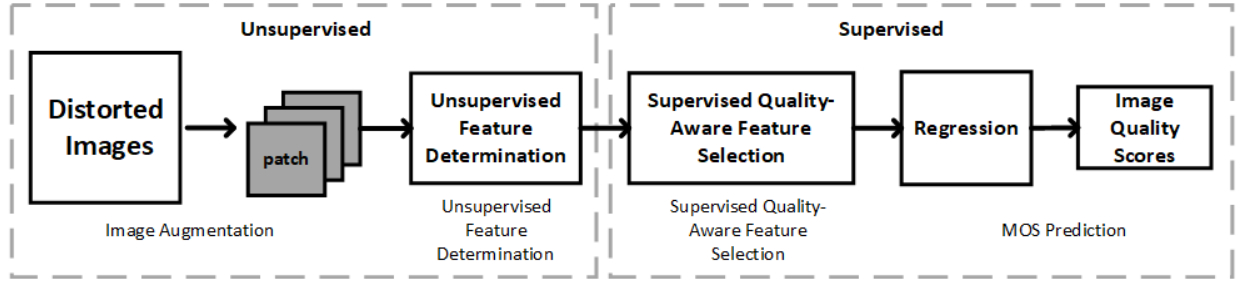 Unsupervised
Supervised
Distorted
Images
patch
Unsupervised
Feature
Determination
Supervised Quality-
Aware Feature
Selection
Regression
Image
Quality
Scores
Image Augmentation
Unsupervised
Feature
Determination
Supervised Quality-
Aware Feature
Selection
MOS Prediction